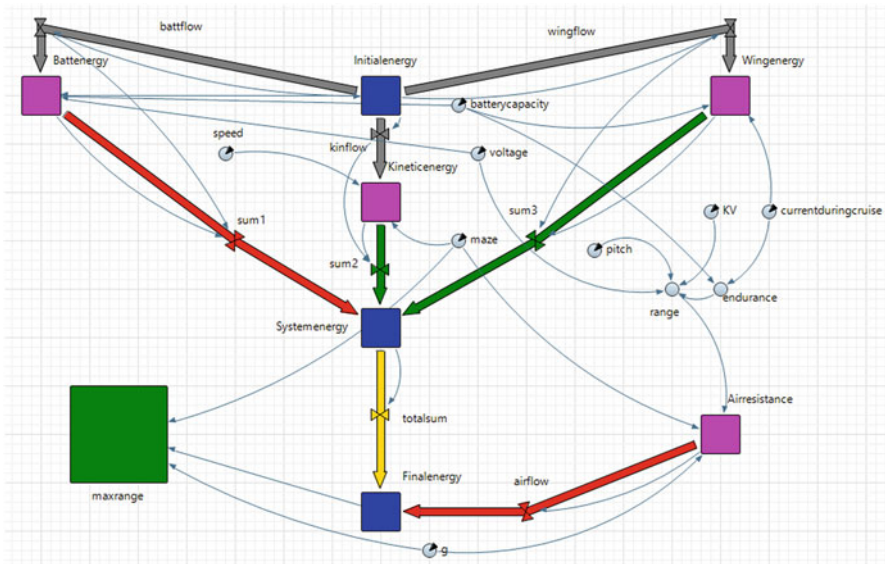 battflow
wingflow
Battenergy
Initialenergy
Wingenergy
batterycapacity
speed
kinflow
voltage
Kineticenergy
sum1
sum3
KV
currentduringcruise
maze
pitch
sum2
endurance
range
Systemenergy
Airresistance
totalsum
Finalenergy
airflow
maxrange
g